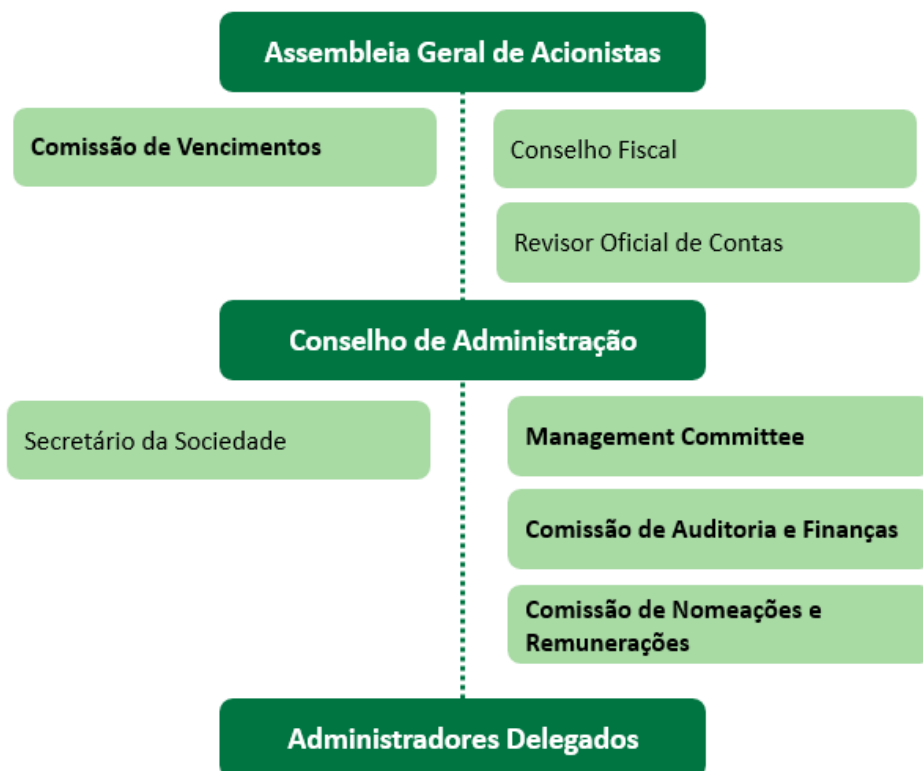 Assembleia Geral de Acionistas
Comissão de Vencimentos
Conselho Fiscal
Revisor Oficial de Contas
Conselho de Administração
Secretário da Sociedade
Management Committee
Comissão de Auditoria e Finanças
Comissão de Nomeações e
Remunerações
Administradores Delegados